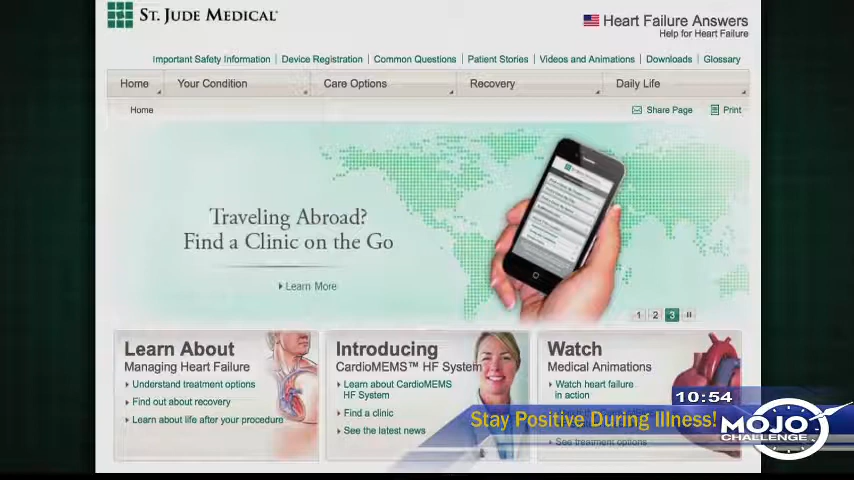 St. Jude Medical
Heart Failure Answers
Help for Heart Failure
Important Safety Information | Device Registration | Common Questions | Patient Stories | Videos and Animations | Downloads | Glossary
Home Your Condition Care Options Recovery Daily Life
Home Share Page Print
Traveling Abroad?
Find a Clinic on the Go
Learn More
1 2 3
Learn About
Managing Heart Failure
Understand treatment options
Find out about recovery
Learn about life after your procedure
Introducing
CardioMEMS™ HF System
Learn about CardioMEMS
HF System
Find a clinic
See the latest news
Watch
Medical Animations
Watch heart failure
in action
See treatment options
10:54
Stay Positive During Illness!
MOJO
CHALLENGE